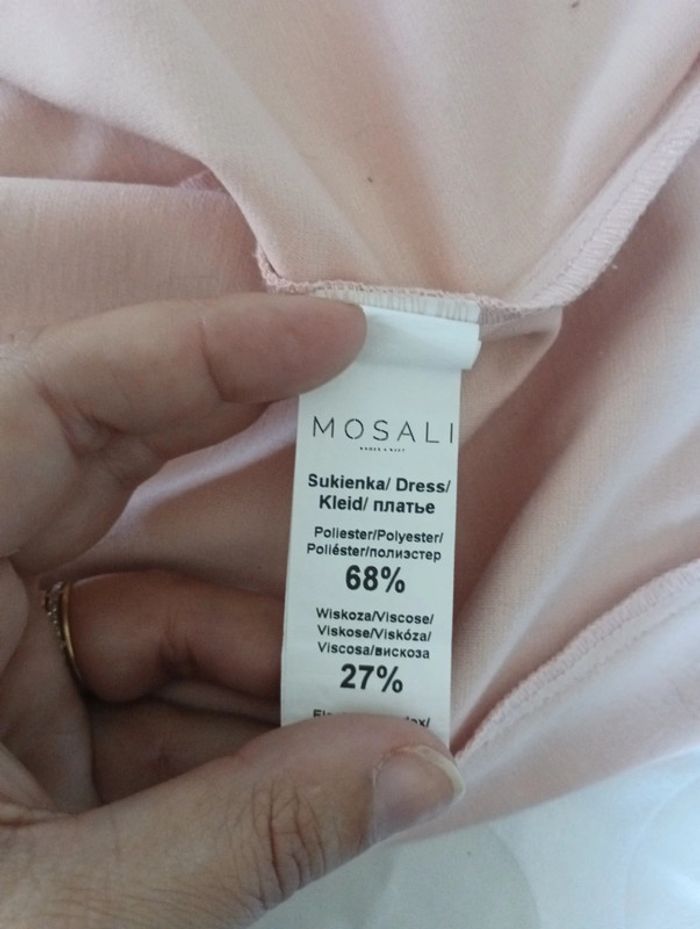 MOSALI
Sukienka/ Dress/
Kleid/ платье
Poliester/Polyester/
Poliéster/полиэстер
68%
Wiskoza/Viscose/
Viskose/Viskóza/
Viscosa/вискоза
27%